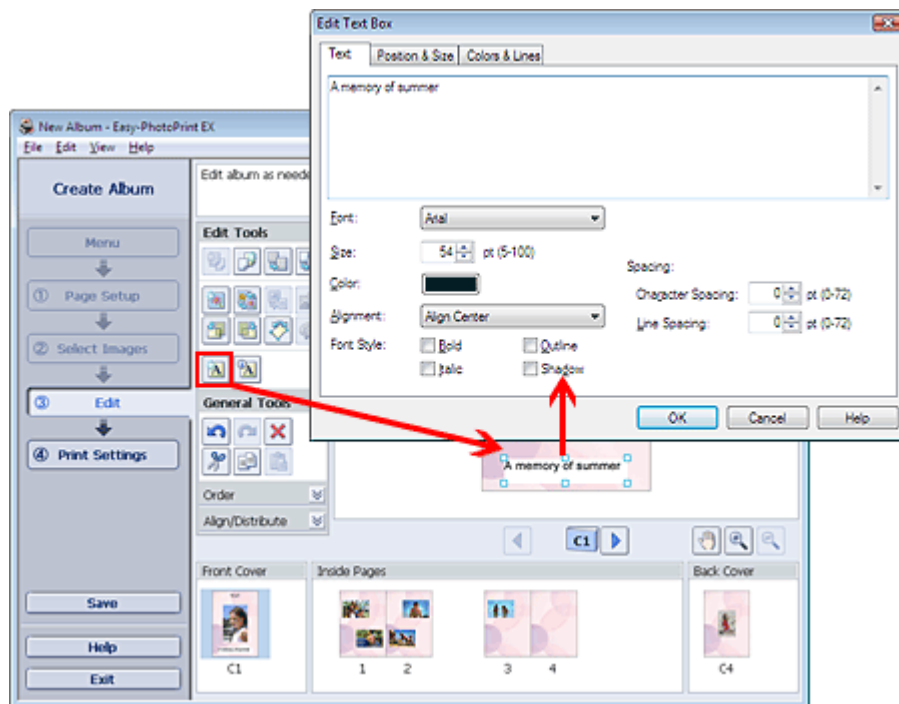 Edit Text Box
Text Position & Size Colors & Lines
A memory of summer
Font: Arial
Size: 54 pt (5-100)
Color:
Alignment: Align Center
Font Style: Bold Outline
Italic Shadow
Spacing:
Character Spacing: 0 pt (0-72)
Line Spacing: 0 pt (0-72)
OK Cancel Help
New Album - Easy-PhotoPrint EX
File Edit View Help
Create Album
Menu
① Page Setup
② Select Images
③ Edit
④ Print Settings
Save
Help
Exit
Edit album as neede
Edit Tools
General Tools
Order
Align/Distribute
A memory of summer
C1
Front Cover Inside Pages Back Cover
C1 1 2 3 4 C4